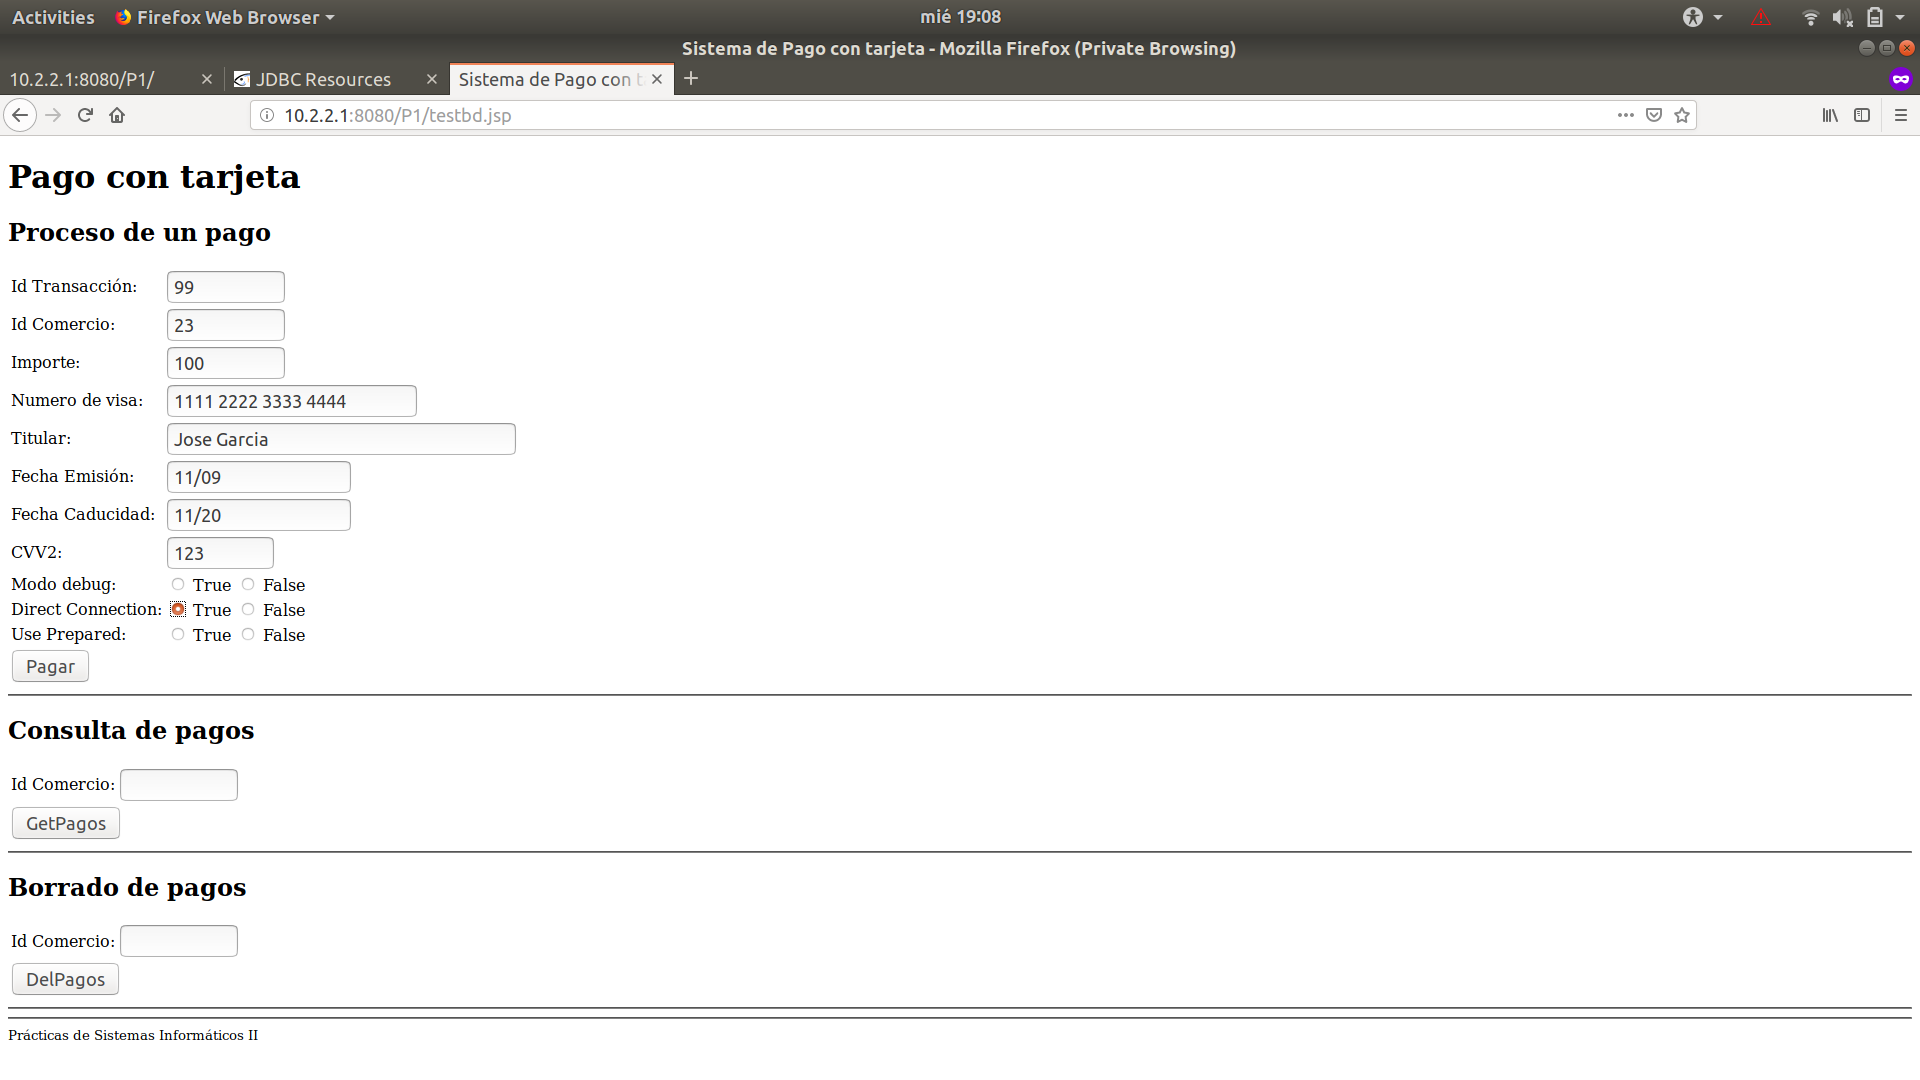 Activities Firefox Web Browser mié 19:08
Sistema de Pago con tarjeta - Mozilla Firefox (Private Browsing)
10.2.2.1:8080/P1/ JDBC Resources Sistema de Pago con t
10.2.2.1:8080/P1/testbd.jsp
Pago con tarjeta
Proceso de un pago
Id Transacción: 99
Id Comercio: 23
Importe: 100
Numero de visa: 1111 2222 3333 4444
Titular: Jose Garcia
Fecha Emisión: 11/09
Fecha Caducidad: 11/20
CVV2: 123
Modo debug: True False
Direct Connection: True False
Use Prepared: True False
Pagar
Consulta de pagos
Id Comercio:
GetPagos
Borrado de pagos
Id Comercio:
DelPagos
Prácticas de Sistemas Informáticos II